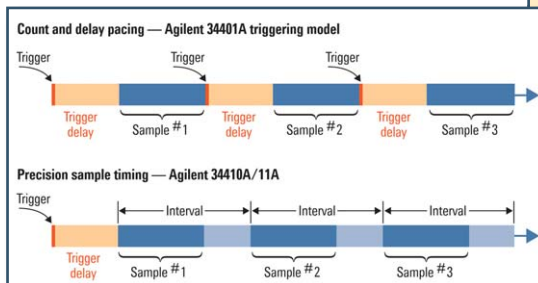 Count and delay pacing — Agilent 34401A triggering model
Trigger Trigger Trigger
Trigger delay Sample #1 Trigger delay Sample #2 Trigger delay Sample #3
Precision sample timing — Agilent 34410A/11A
Trigger
Interval Interval Interval
Trigger delay Sample #1 Sample #2 Sample #3